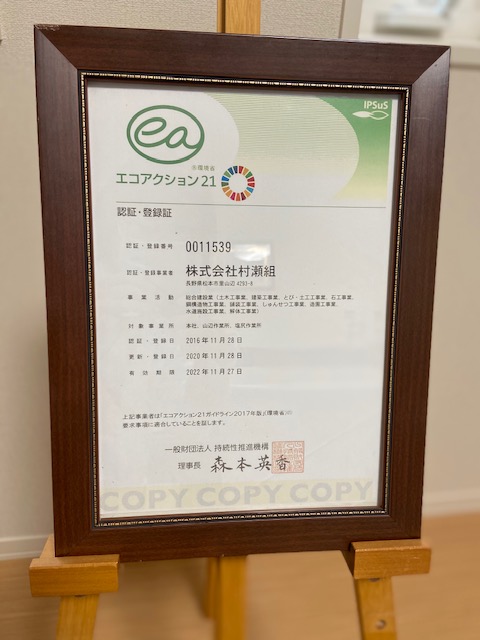 IPSuS
ea
※環境省
エコアクション21
認証・登録証
認証・登録番号 0011539
認証・登録事業者 株式会社村瀬組
長野県松本市里山辺 4293-8
事業活動 総合建設業（土木工事業、建築工事業、とび・土工工事業、石工事業、
鋼構造物工事業、舗装工事業、しゅんせつ工事業、造園工事業、
水道施設工事業、解体工事業）
対象事業所 本社、山辺作業所、塩尻作業所
認証・登録日 2016年11月28日
更新・登録日 2020年11月28日
有効期限 2022年11月27日
上記事業者は「エコアクション21ガイドライン2017年版」(環境省)の
要求事項に適合していることを証します。
一般財団法人 持続性推進機構
理事長 森本英香
COPY COPY COPY